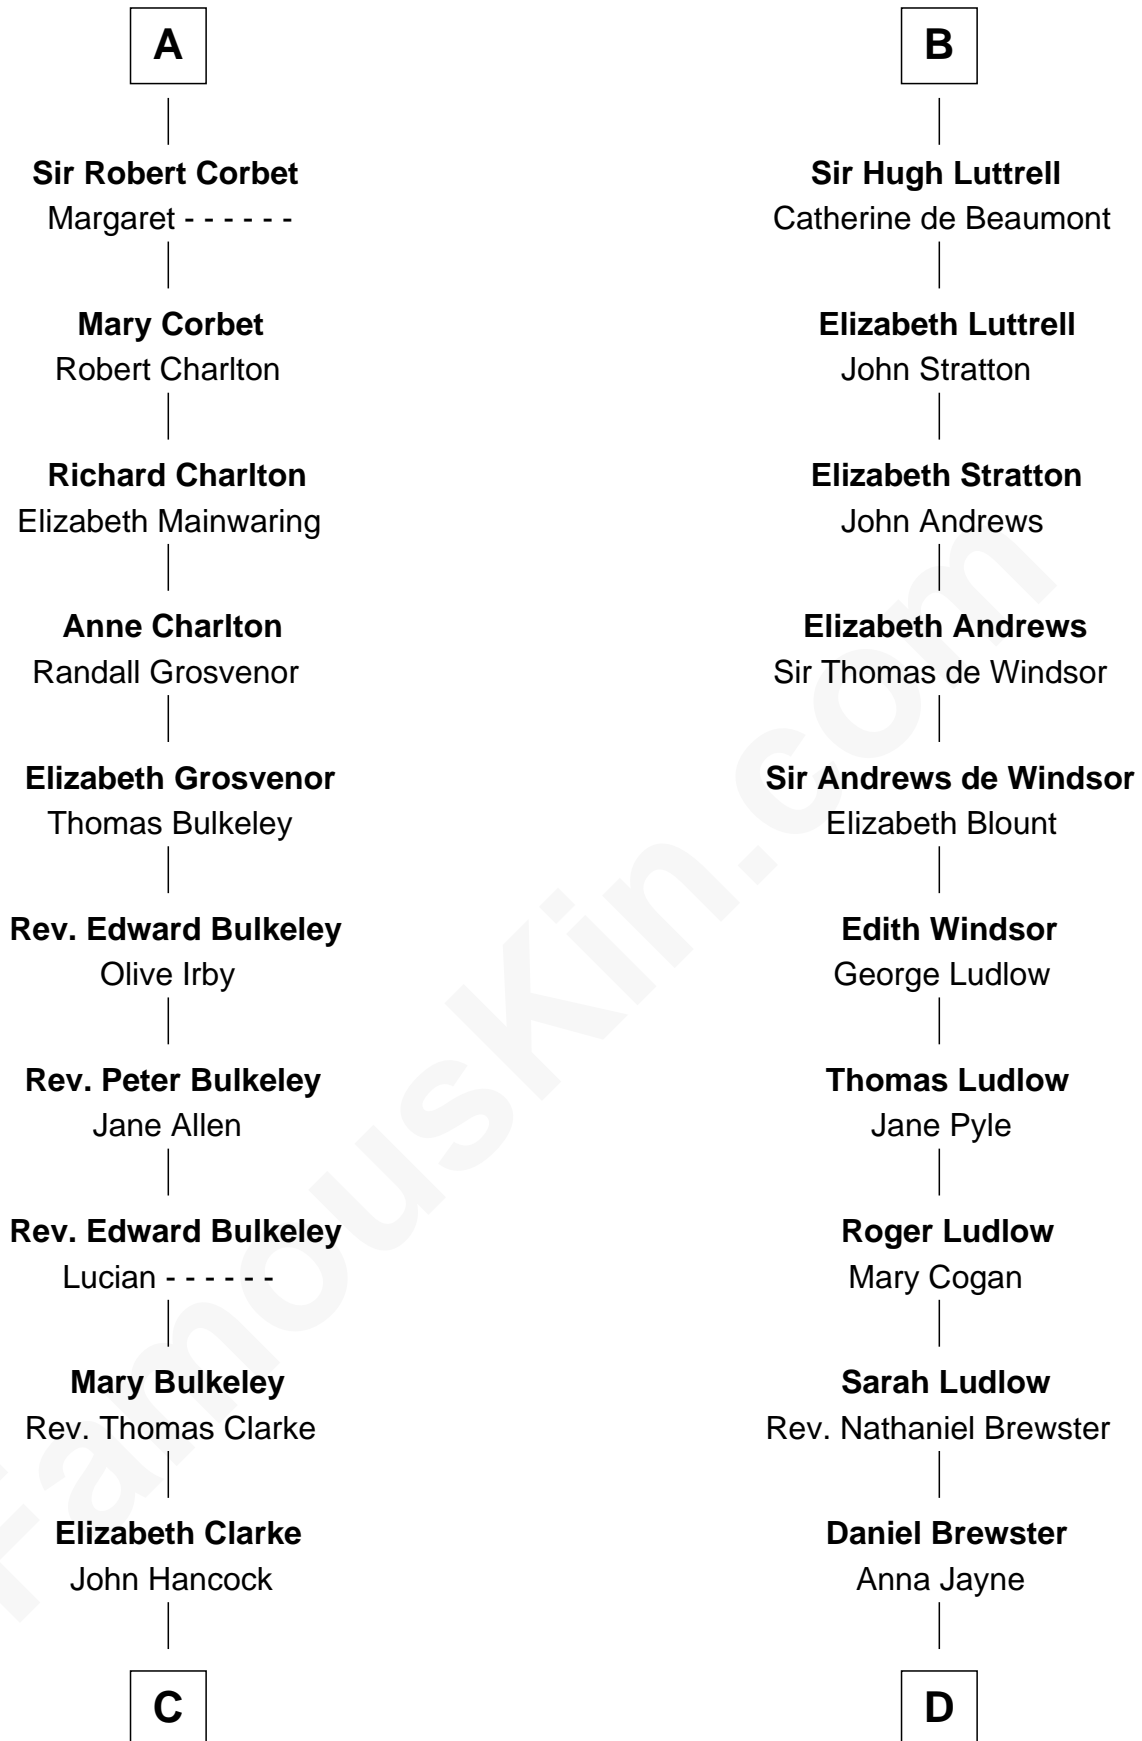 A
Sir Robert Corbet
Margaret - - - - - -
Mary Corbet
Robert Charlton
Richard Charlton
Elizabeth Mainwaring
Anne Charlton
Randall Grosvenor
Elizabeth Grosvenor
Thomas Bulkeley
Rev. Edward Bulkeley
Olive Irby
Rev. Peter Bulkeley
Jane Allen
Rev. Edward Bulkeley
Lucian - - - - - -
Mary Bulkeley
Rev. Thomas Clarke
Elizabeth Clarke
John Hancock
C
B
Sir Hugh Luttrell
Catherine de Beaumont
Elizabeth Luttrell
John Stratton
Elizabeth Stratton
John Andrews
Elizabeth Andrews
Sir Thomas de Windsor
Sir Andrews de Windsor
Elizabeth Blount
Edith Windsor
George Ludlow
Thomas Ludlow
Jane Pyle
Roger Ludlow
Mary Cogan
Sarah Ludlow
Rev. Nathaniel Brewster
Daniel Brewster
Anna Jayne
D
FamousKin.com